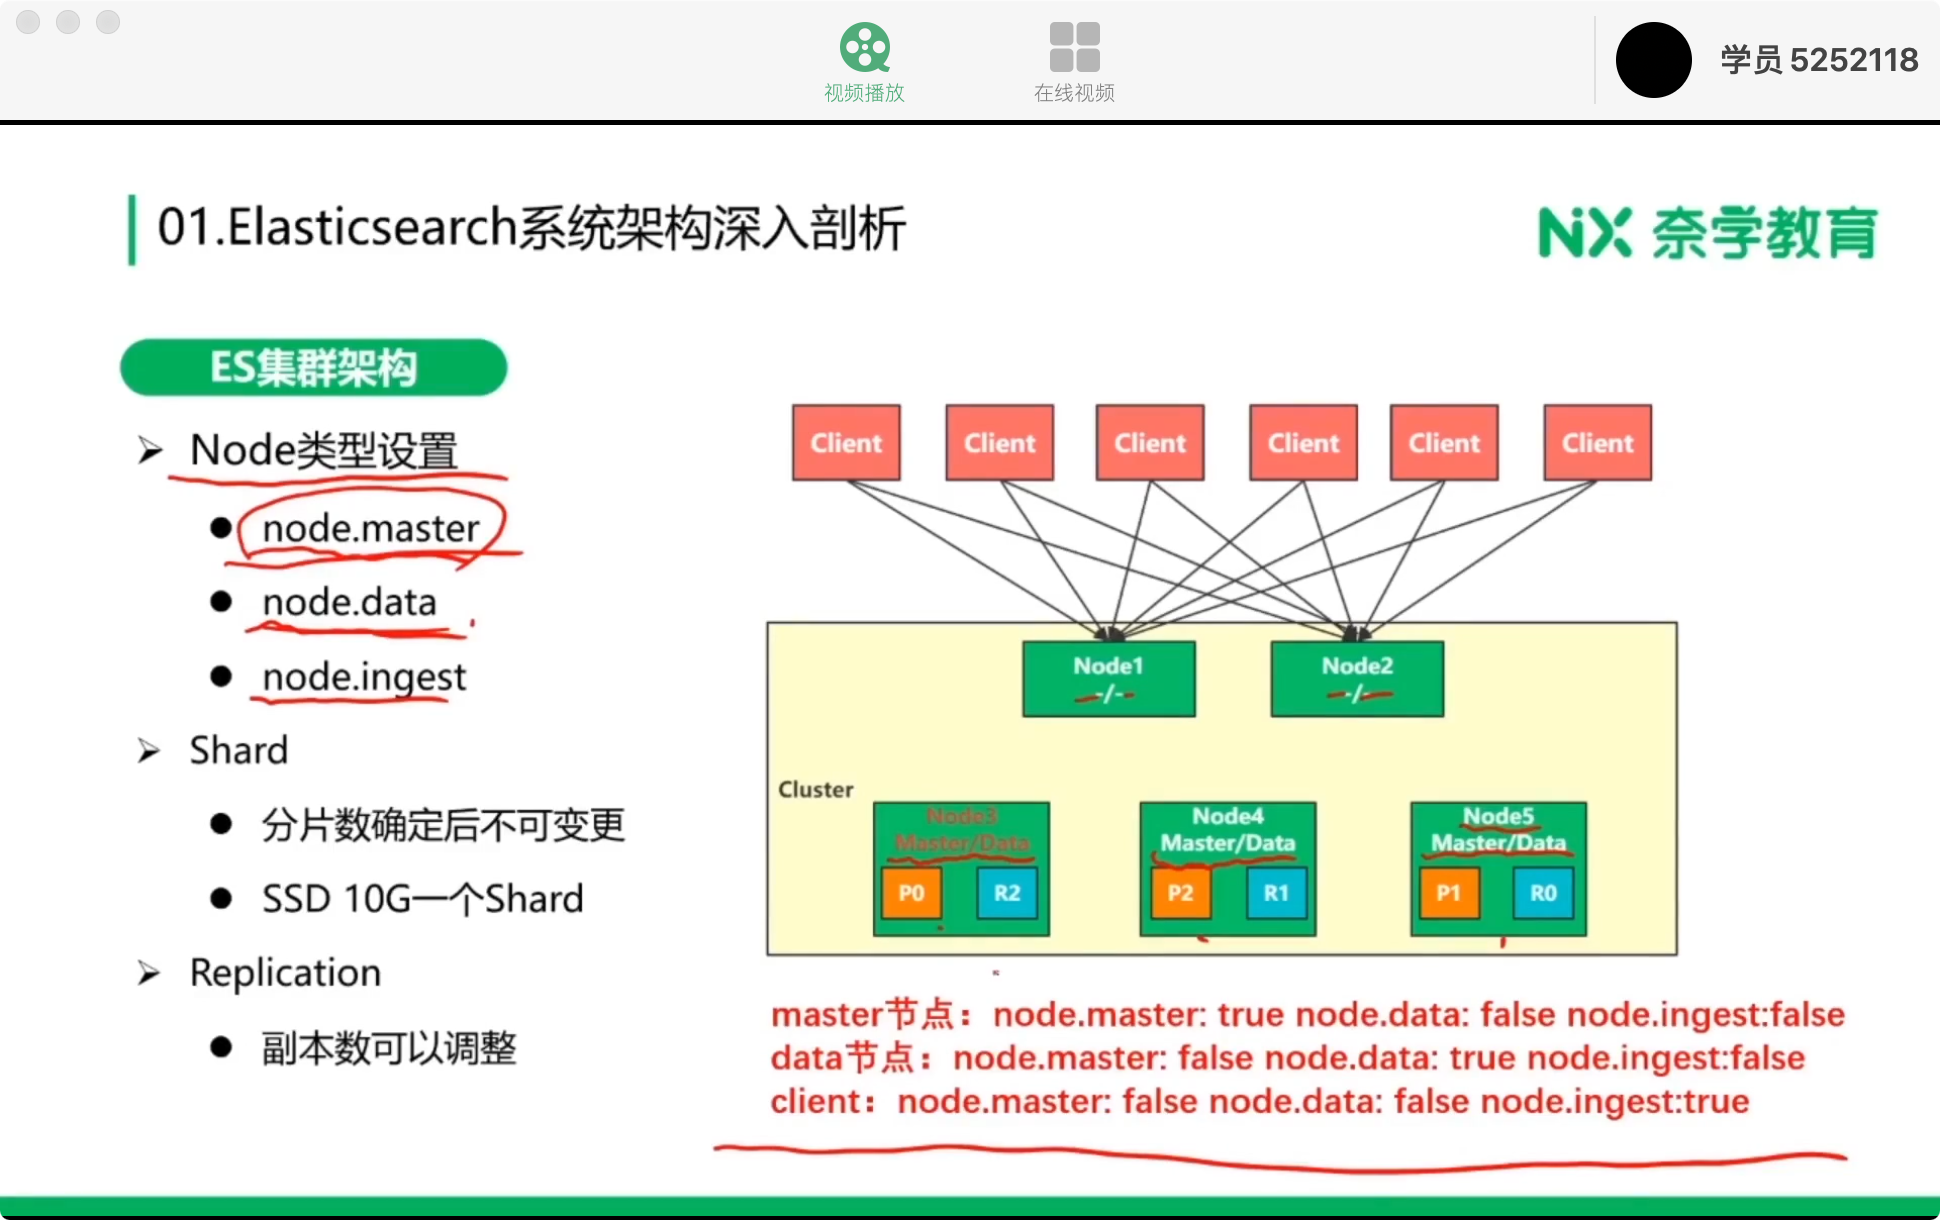 视频播放
在线视频
学员 5252118
01.Elasticsearch系统架构深入剖析
NX 奈学教育
ES集群架构
Node类型设置
node.master
node.data
node.ingest
Shard
分片数确定后不可变更
SSD 10G一个Shard
Replication
副本数可以调整
Client Client Client Client Client Client
Node1
-/-
Node2
-/-
Cluster
Node3
Master/Data
P0 R2
Node4
Master/Data
P2 R1
Node5
Master/Data
P1 R0
master节点：node.master: true node.data: false node.ingest:false
data节点：node.master: false node.data: true node.ingest:false
client：node.master: false node.data: false node.ingest:true